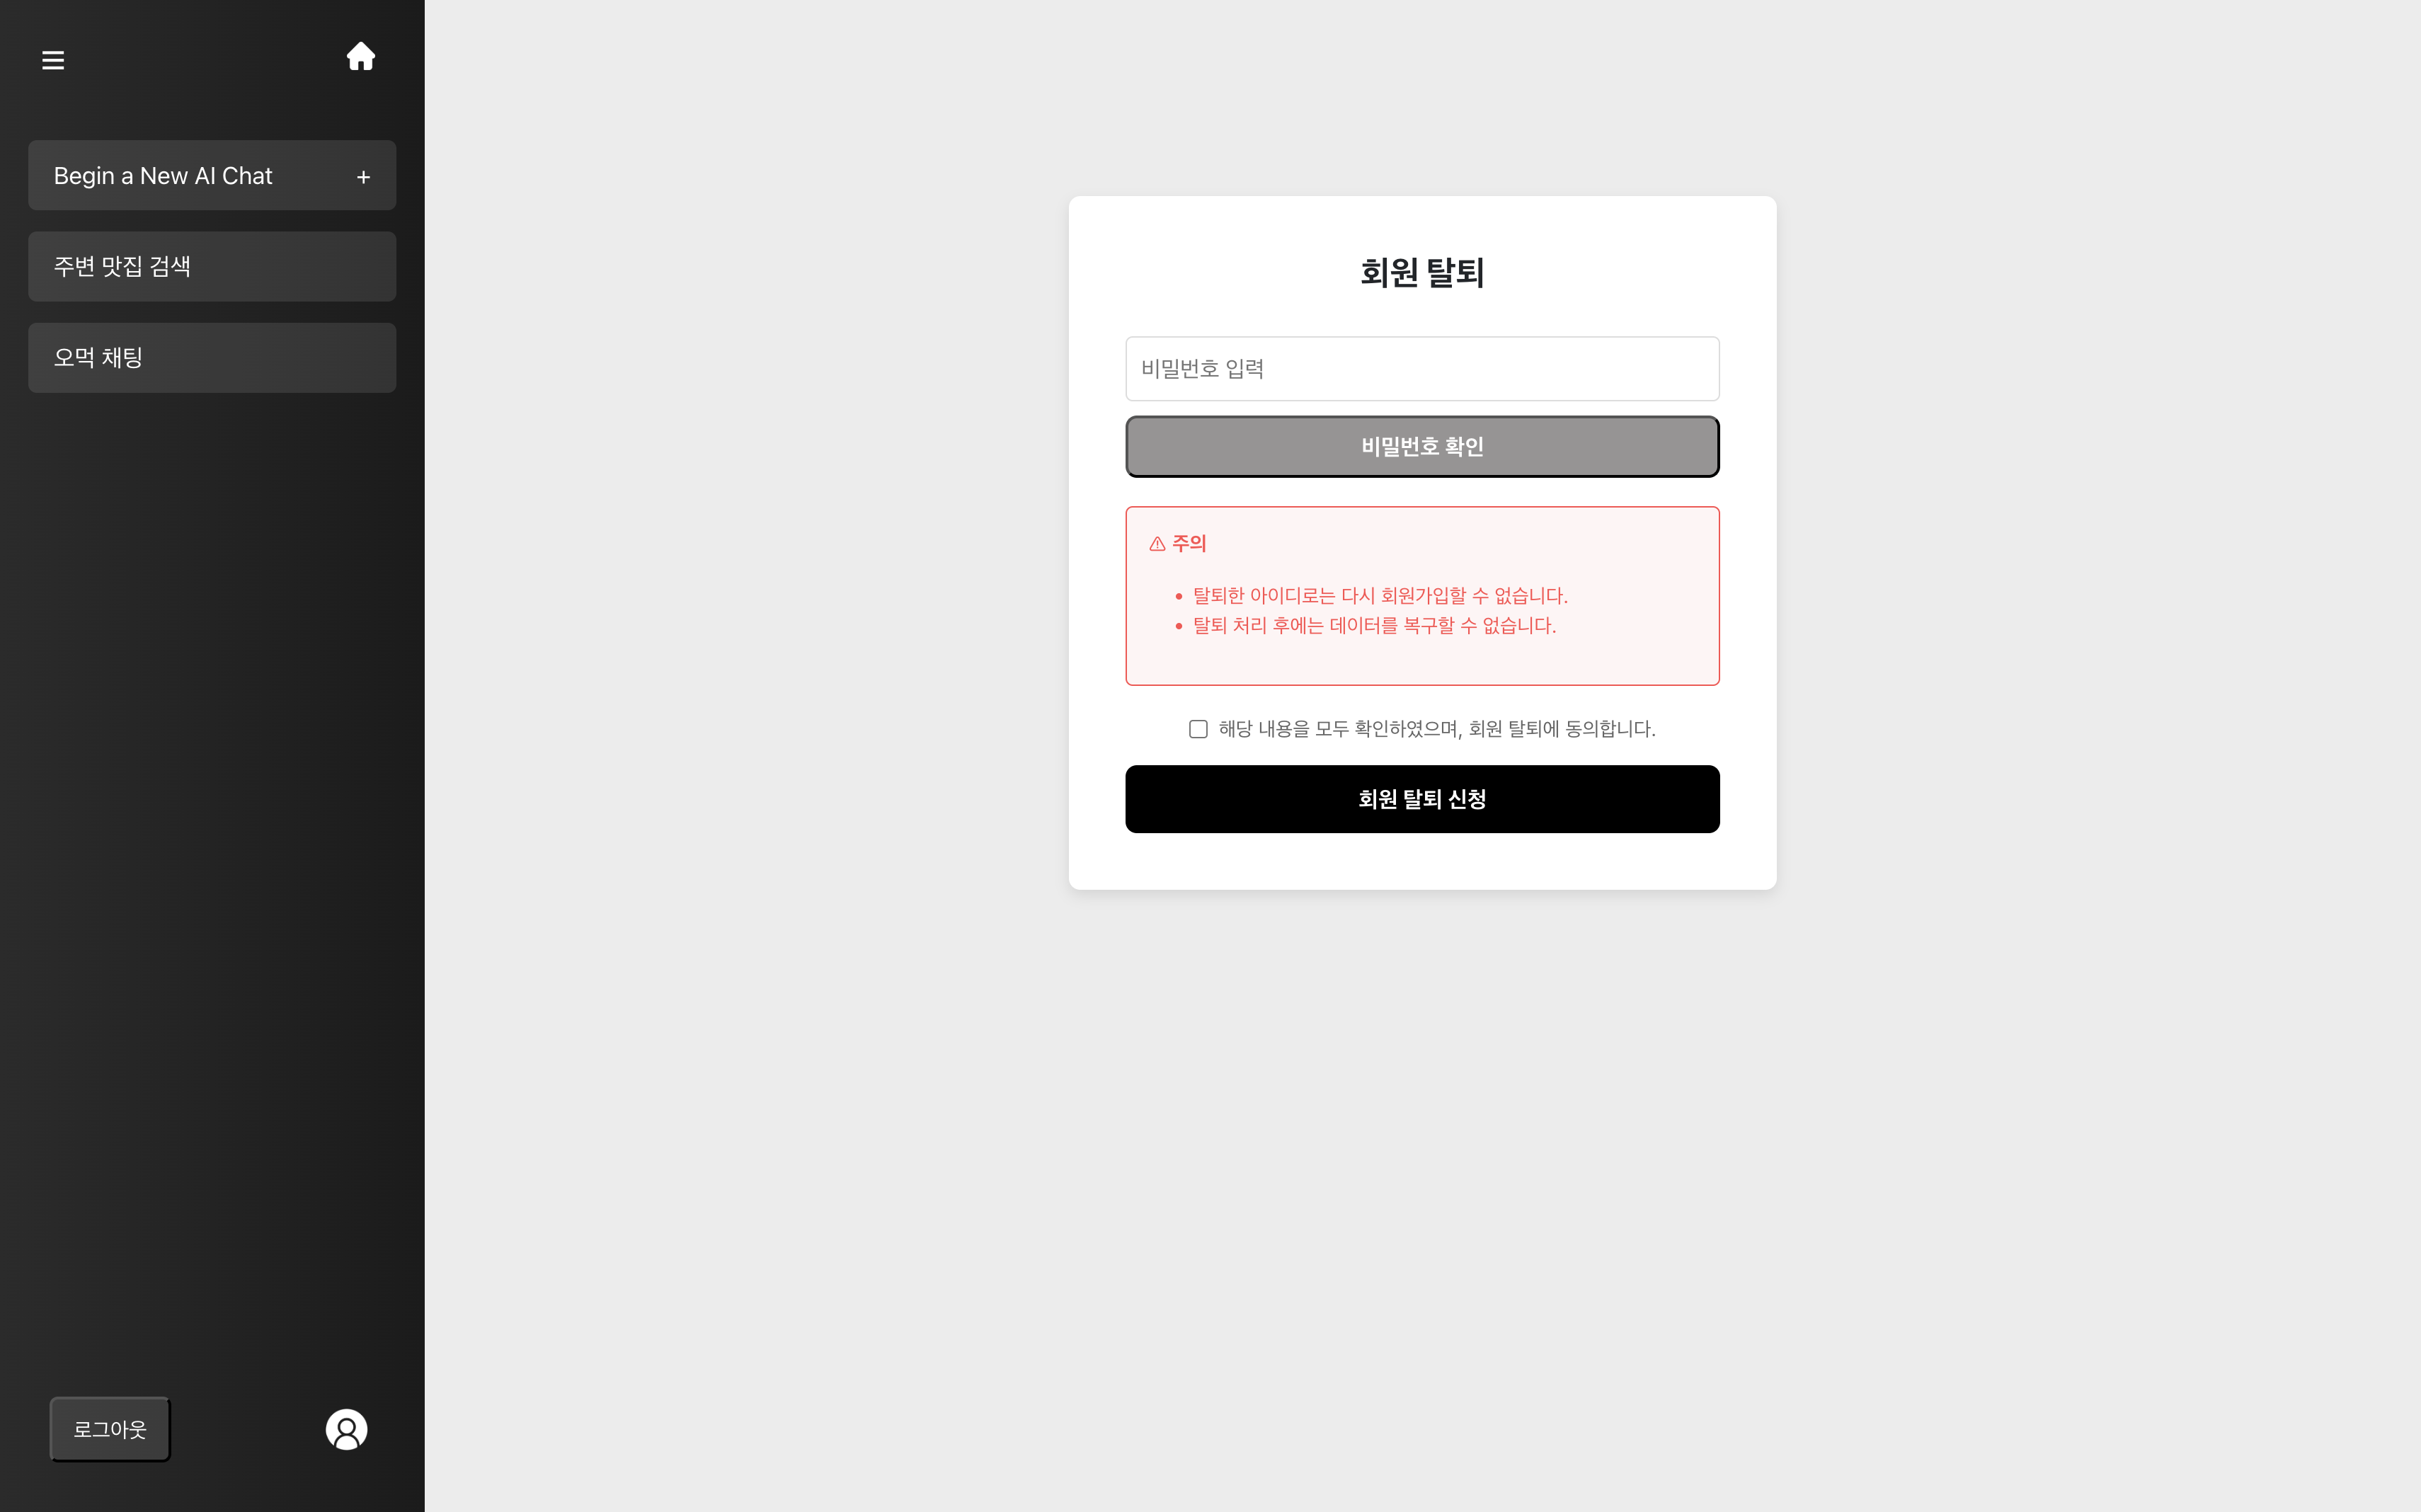 Begin a New AI Chat +
주변 맛집 검색
오먹 채팅
로그아웃
회원 탈퇴
비밀번호 입력
비밀번호 확인
주의
탈퇴한 아이디로는 다시 회원가입할 수 없습니다.
탈퇴 처리 후에는 데이터를 복구할 수 없습니다.
해당 내용을 모두 확인하였으며, 회원 탈퇴에 동의합니다.
회원 탈퇴 신청